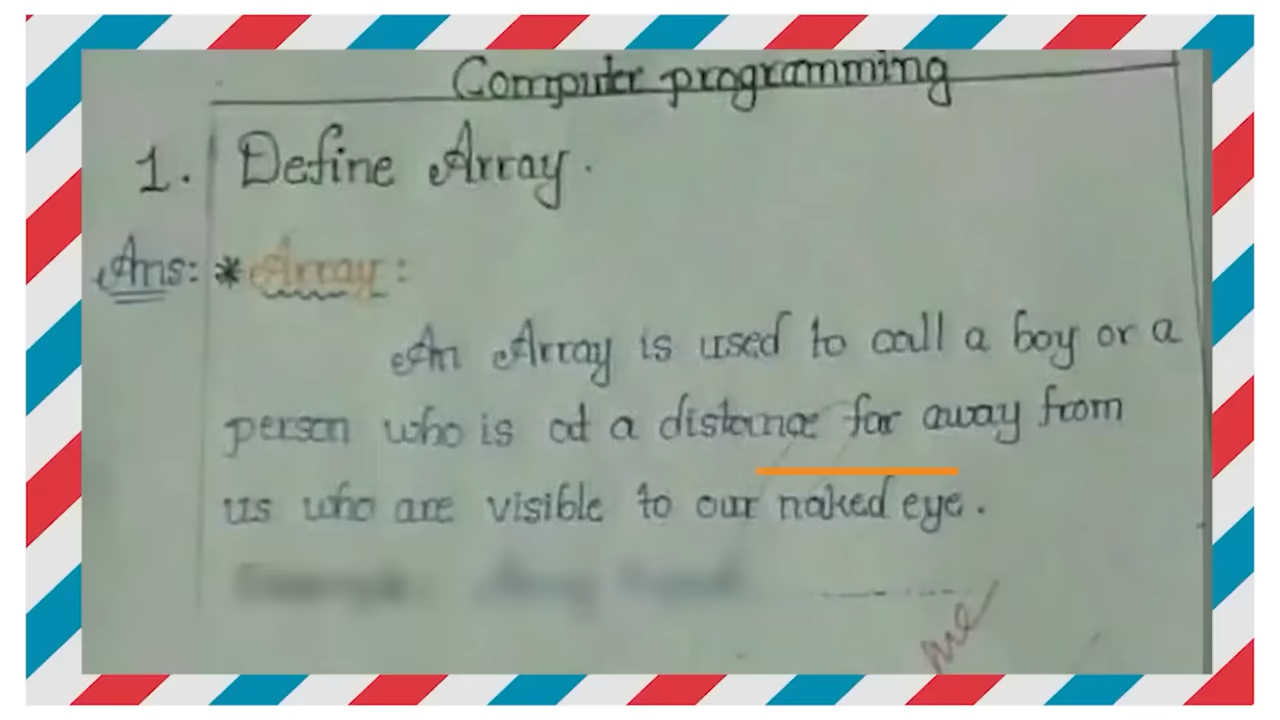 Computer programming
1. Define Array.
Ans: * Array:
An Array is used to call a boy or a
person who is at a distance far away from
us who are visible to our naked eye.